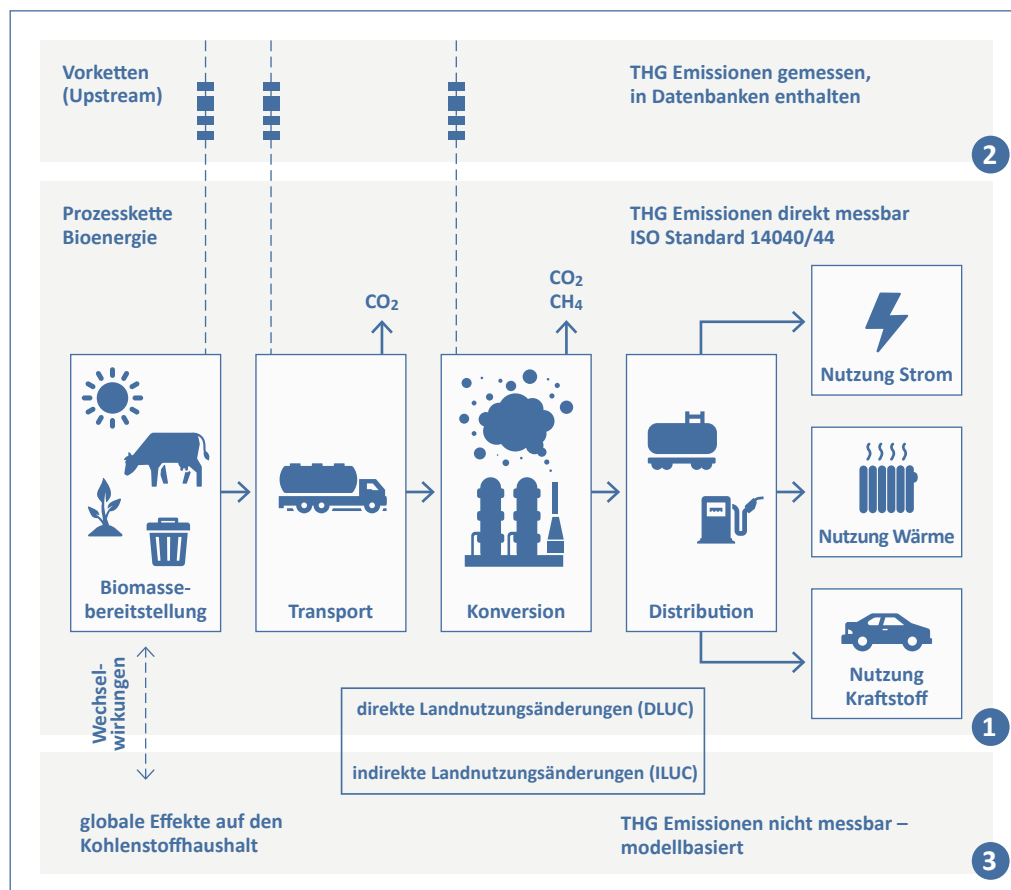 Vorketten
(Upstream)
THG Emissionen gemessen,
in Datenbanken enthalten
2
Prozesskette
Bioenergie
THG Emissionen direkt messbar
ISO Standard 14040/44
CO₂
CO₂
CH₄
Nutzung Strom
Nutzung Wärme
Biomasse-
bereitstellung
Transport
Konversion
Distribution
Nutzung
Kraftstoff
Wechsel-
wirkungen
direkte Landnutzungsänderungen (DLUC)
1
indirekte Landnutzungsänderungen (ILUC)
globale Effekte auf den
Kohlenstoffhaushalt
THG Emissionen nicht messbar –
modellbasiert
3